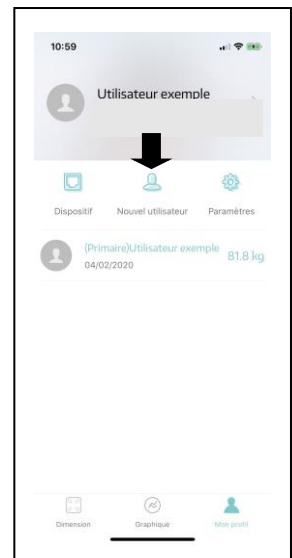 10:59
Utilisateur exemple
Dispositif Nouvel utilisateur Paramètres
(Primaire)Utilisateur exemple 81.8 kg
04/02/2020
Dimension Graphique Mon profil